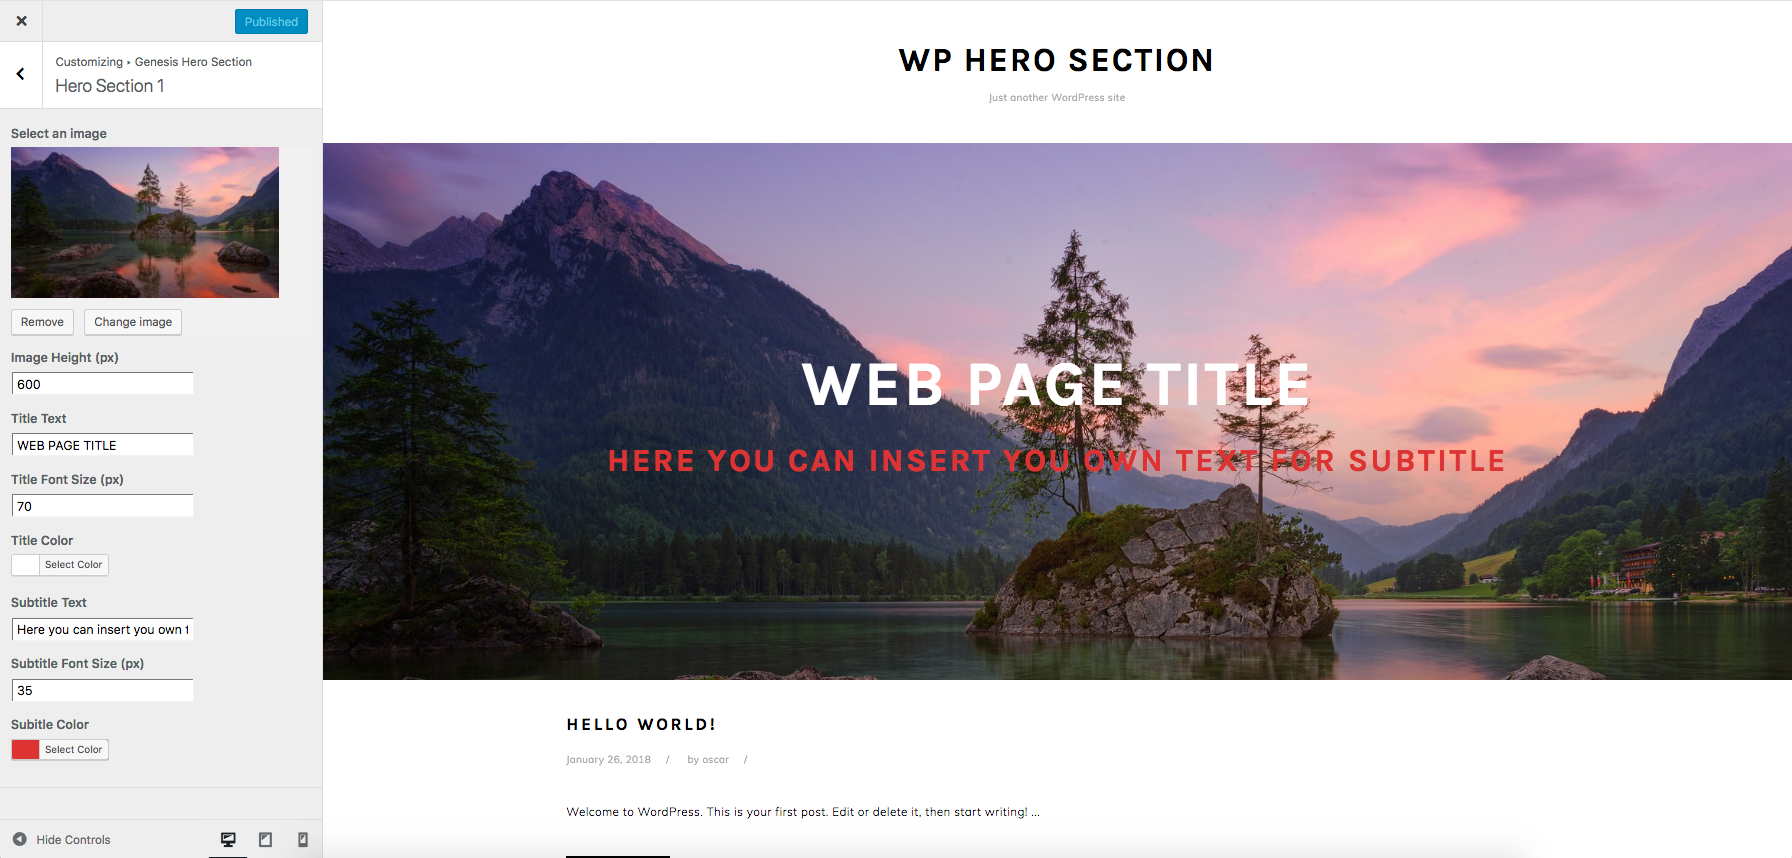 Published
Customizing ▸ Genesis Hero Section
Hero Section 1
Select an image
Remove
Change image
Image Height (px)
600
Title Text
WEB PAGE TITLE
Title Font Size (px)
70
Title Color
Select Color
Subtitle Text
Here you can insert you own t
Subtitle Font Size (px)
35
Subitle Color
Select Color
Hide Controls
WP HERO SECTION
Just another WordPress site
WEB PAGE TITLE
HERE YOU CAN INSERT YOU OWN TEXT FOR SUBTITLE
HELLO WORLD!
January 26, 2018 / by oscar /
Welcome to WordPress. This is your first post. Edit or delete it, then start writing! ...